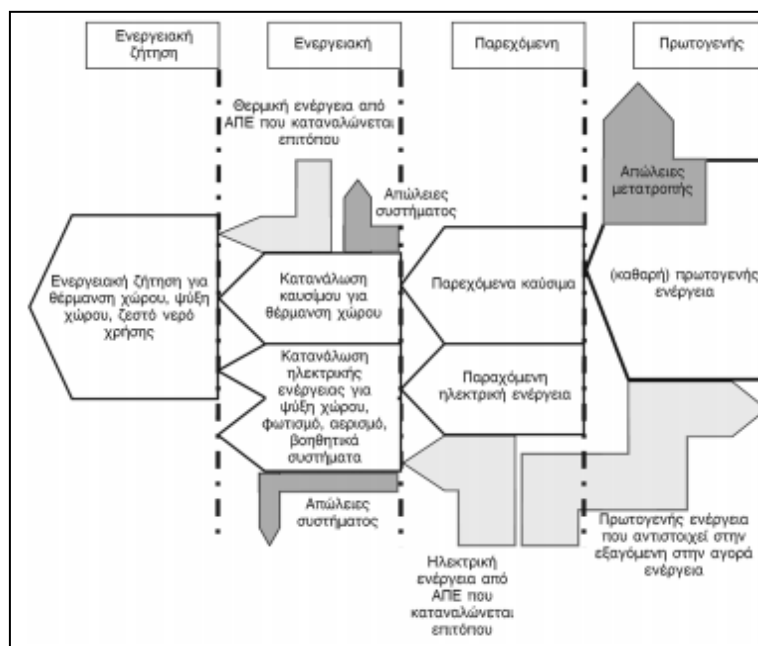 Ενεργειακή
ζήτηση
Ενεργειακή
Παρεχόμενη
Πρωτογενής
Θερμική ενέργεια από
ΑΠΕ που καταναλώνεται
επιτόπου
Απώλειες
συστήματος
Απώλειες
μετατροπής
Ενεργειακή ζήτηση για
θέρμανση χώρου, ψύξη
χώρου, ζεστό νερό
χρήσης
Κατανάλωση
καυσίμου για
θέρμανση χώρου
Παρεχόμενα καύσιμα
(καθαρή) πρωτογενής
ενέργεια
Κατανάλωση
ηλεκτρικής
ενέργειας για
ψύξη χώρου,
φωτισμό, αερισμό,
βοηθητικά
συστήματα
Παραχόμενη
ηλεκτρική ενέργεια
Απώλειες
συστήματος
Ηλεκτρική
ενέργεια από
ΑΠΕ που
καταναλώνεται
επιτόπου
Πρωτογενής ενέργεια
που αντιστοιχεί στην
εξαγόμενη στην αγορά
ενέργεια